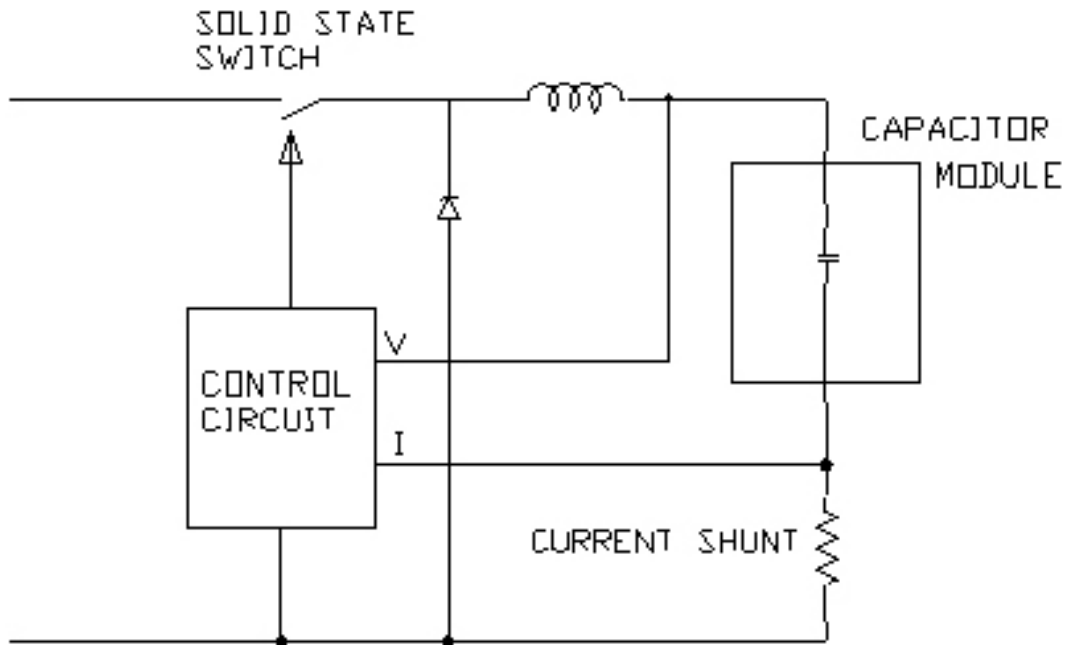 SOLID STATE
SWITCH
CAPACITOR
MODULE
V
CONTROL
CIRCUIT
I
CURRENT SHUNT